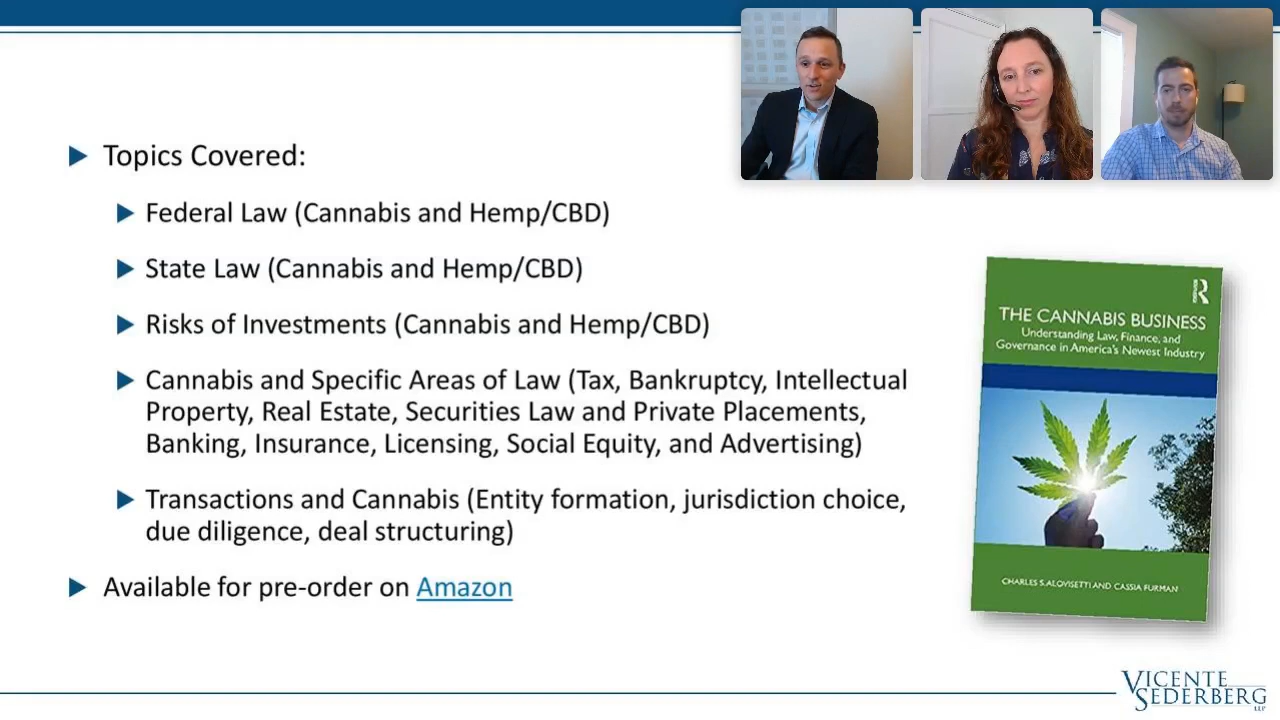 Topics Covered:
Federal Law (Cannabis and Hemp/CBD)
State Law (Cannabis and Hemp/CBD)
Risks of Investments (Cannabis and Hemp/CBD)
Cannabis and Specific Areas of Law (Tax, Bankruptcy, Intellectual
Property, Real Estate, Securities Law and Private Placements,
Banking, Insurance, Licensing, Social Equity, and Advertising)
Transactions and Cannabis (Entity formation, jurisdiction choice,
due diligence, deal structuring)
Available for pre-order on Amazon
R
THE CANNABIS BUSINESS
Understanding Law, Finance, and
Governance in America's Newest Industry
CHARLES S. ALOVISETTI AND CASSIA FURMAN
VICENTE
SEDERBERG
LLP